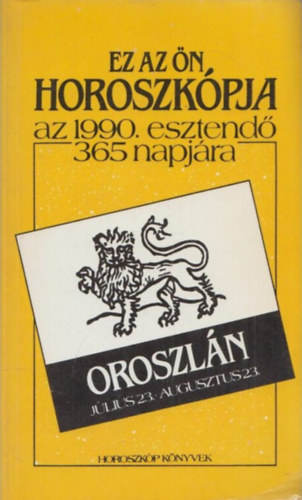 EZ AZ ÖN
HOROSZKÓPJA
az 1990. esztendő
365 napjára
OROSZLÁN
JÚLIUS 23.-AUGUSZTUS 23.
HOROSZKÓP KÖNYVEK